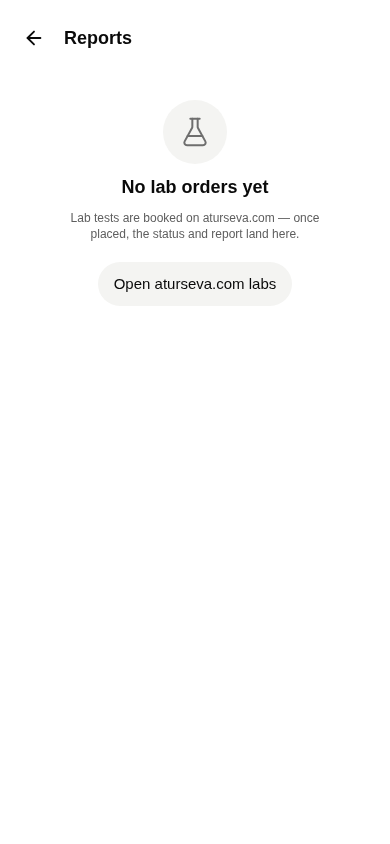 Reports
No lab orders yet
Lab tests are booked on aturseva.com — once
placed, the status and report land here.
Open aturseva.com labs